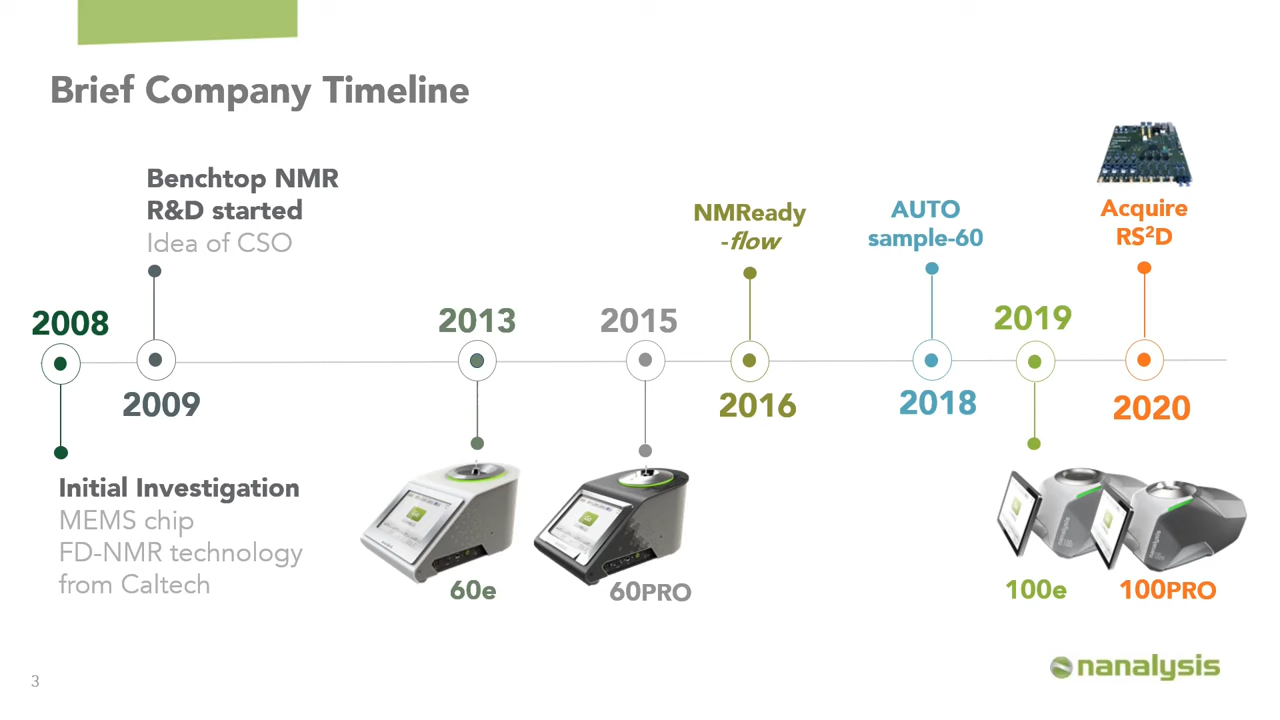 Brief Company Timeline
Benchtop NMR
R&D started
Idea of CSO
NMReady
-flow
AUTO
sample-60
Acquire
RS²D
2008
2009
2013
2015
2016
2018
2019
2020
Initial Investigation
MEMS chip
FD-NMR technology
from Caltech
60e
60PRO
100e
100PRO
nanalysis
3